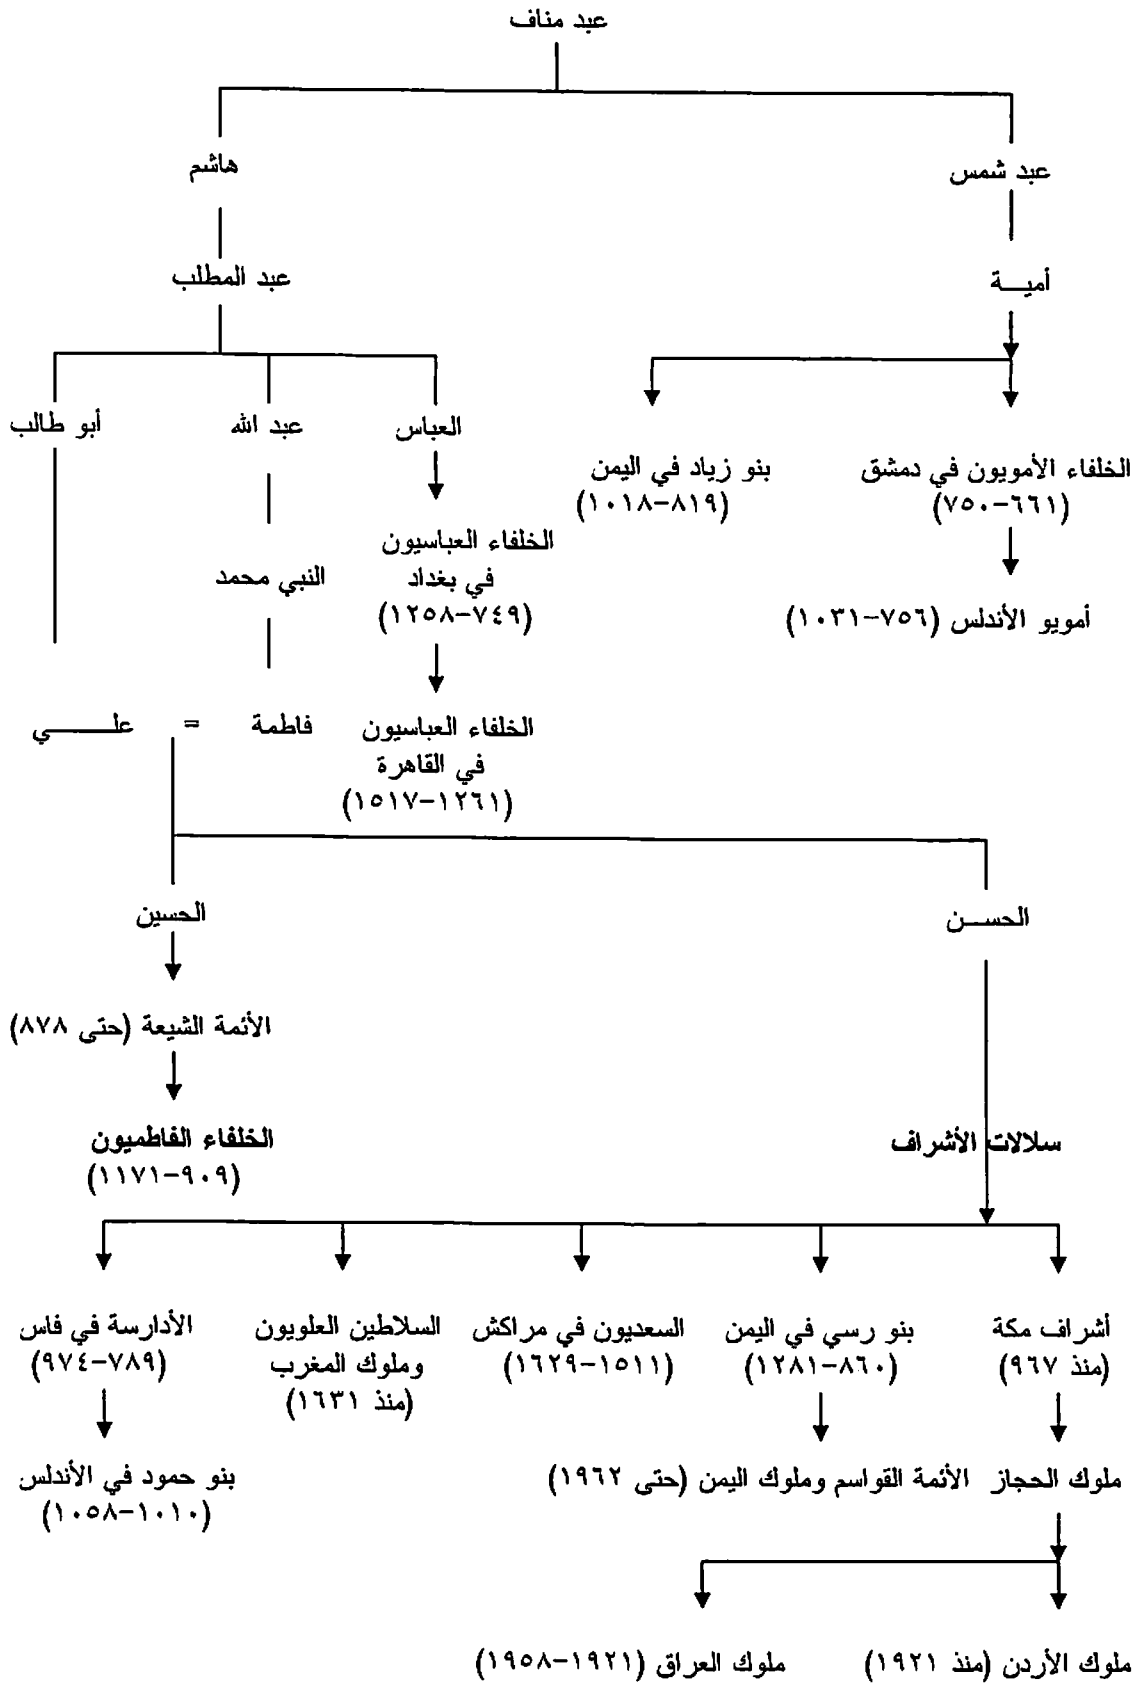 عبد مناف
عبد شمس
هاشم
أميـــة
عبد المطلب
العباس
عبد الله
أبو طالب
الخلفاء الأمويون في دمشق
(٦٦١-٧٥٠)
بنو زياد في اليمن
(٨١٩-١٠١٨)
الخلفاء العباسيون
في بغداد
(٧٤٩-١٢٥٨)
النبي محمد
أمويو الأندلس (٧٥٦-١٠٣١)
الخلفاء العباسيون
في القاهرة
(١٢٦١-١٥١٧)
فاطمة = علـــــي
الحســـن
الحسين
الأئمة الشيعة (حتى ٨٧٨)
سلالات الأشراف
الخلفاء الفاطميون
(٩٠٩-١١٧١)
أشراف مكة
(منذ ٩٦٧)
بنو رسي في اليمن
(٨٦٠-١٢٨١)
السعديون في مراكش
(١٥١١-١٦٢٩)
السلاطين العلويون
وملوك المغرب
(منذ ١٦٣١)
الأدارسة في فاس
(٧٨٩-٩٧٤)
ملوك الحجاز
الأئمة القواسم وملوك اليمن (حتى ١٩٦٢)
بنو حمود في الأندلس
(١٠١٠-١٠٥٨)
ملوك الأردن (منذ ١٩٢١)
ملوك العراق (١٩٢١-١٩٥٨)